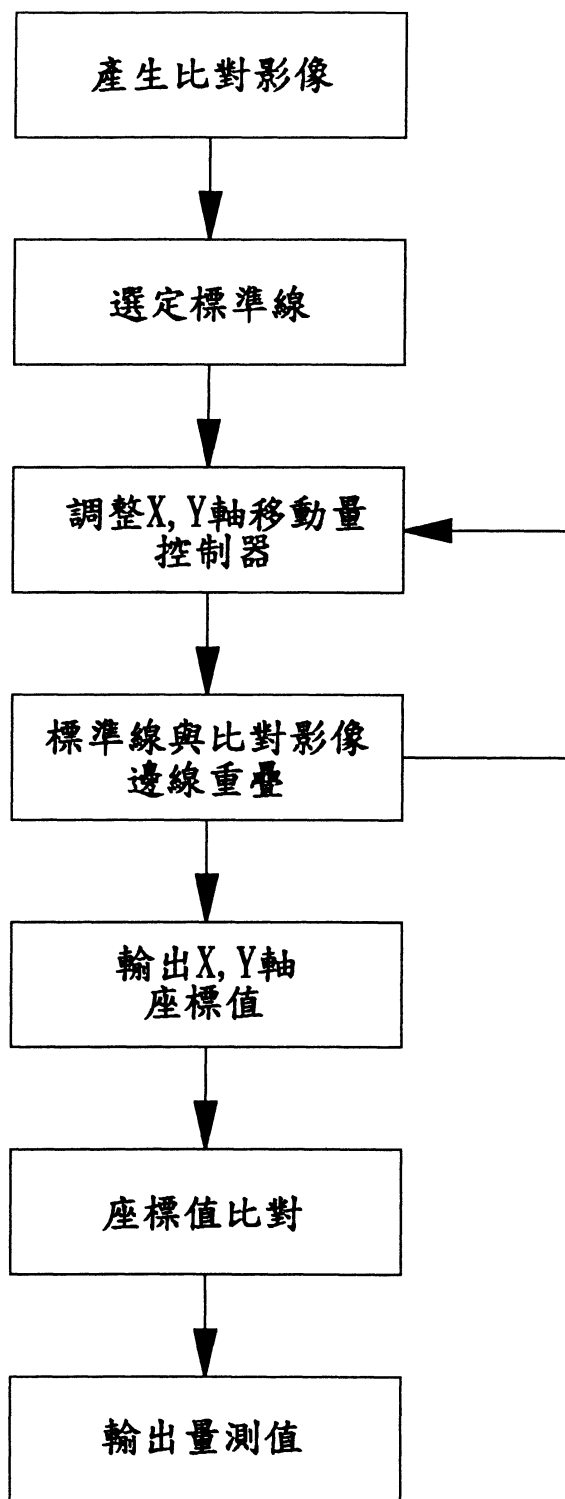 產生比對影像
選定標準線
調整X,Y軸移動量
控制器
標準線與比對影像
邊線重疊
輸出X,Y軸
座標值
座標值比對
輸出量測值